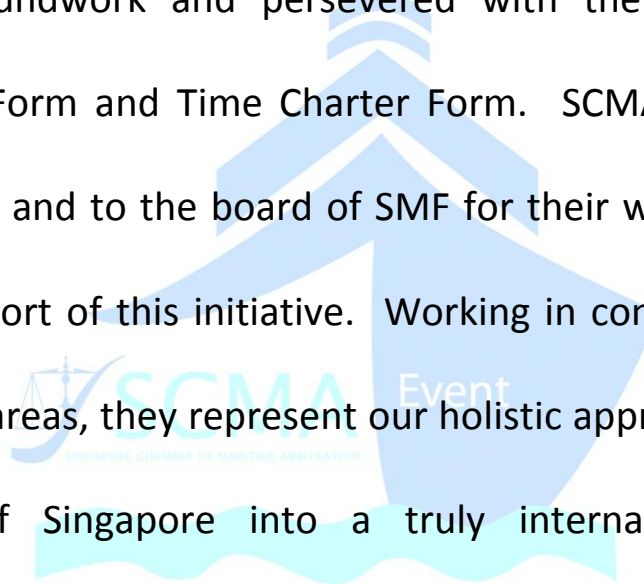 undwork and persevered with the
Form and Time Charter Form. SCMA
and to the board of SMF for their w
ort of this initiative. Working in con
SCMA Event
areas, they represent our holistic appr
SINGAPORE CHAMBER OF MARITIME ARBITRATION
f Singapore into a truly interna